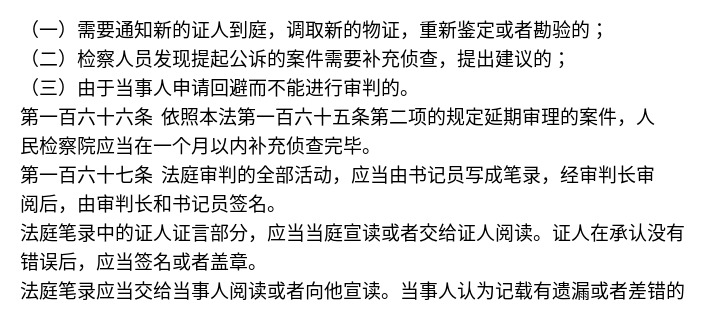 （一）需要通知新的证人到庭，调取新的物证，重新鉴定或者勘验的；
（二）检察人员发现提起公诉的案件需要补充侦查，提出建议的；
（三）由于当事人申请回避而不能进行审判的。
第一百六十六条 依照本法第一百六十五条第二项的规定延期审理的案件，人
民检察院应当在一个月以内补充侦查完毕。
第一百六十七条 法庭审判的全部活动，应当由书记员写成笔录，经审判长审
阅后，由审判长和书记员签名。
法庭笔录中的证人证言部分，应当当庭宣读或者交给证人阅读。证人在承认没有
错误后，应当签名或者盖章。
法庭笔录应当交给当事人阅读或者向他宣读。当事人认为记载有遗漏或者差错的